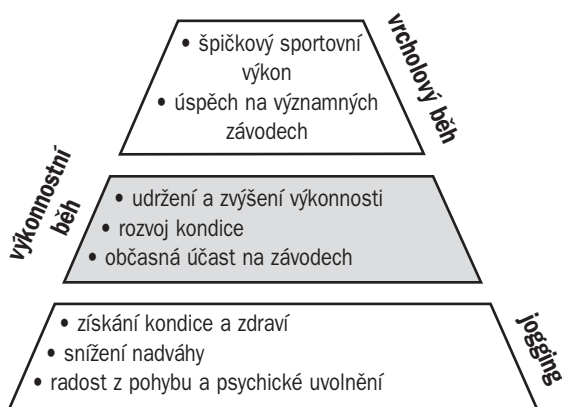 • špičkový sportovní
výkon
• úspěch na významných
závodech
vrcholový běh
výkonnostní
běh
• udržení a zvýšení výkonnosti
• rozvoj kondice
• občasná účast na závodech
• získání kondice a zdraví
• snížení nadváhy
• radost z pohybu a psychické uvolnění
jogging